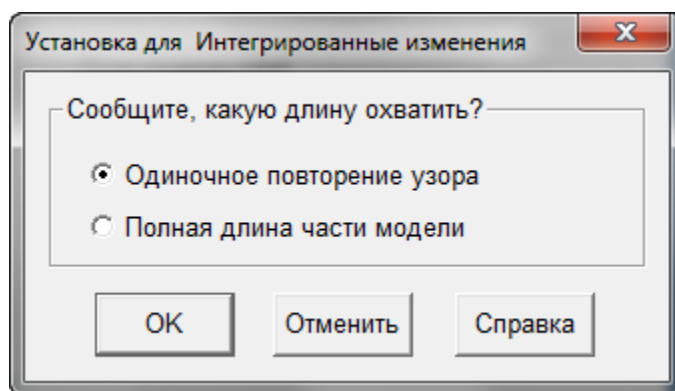 Установка для  Интегрированные изменения
Сообщите, какую длину охватить?
Одиночное повторение узора
Полная длина части модели
OK
Отменить
Справка